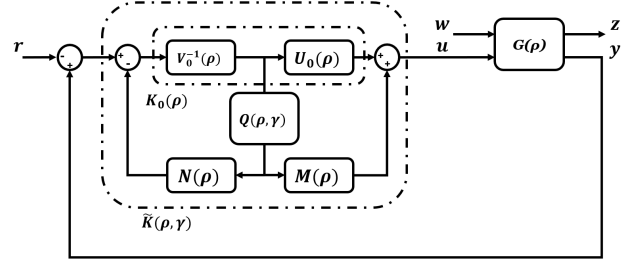 w
z
r
u
G(ρ)
y
-
+
+
-
V₀⁻¹(ρ)
U₀(ρ)
+
+
K₀(ρ)
Q(ρ,γ)
N(ρ)
M(ρ)
K̃(ρ,γ)